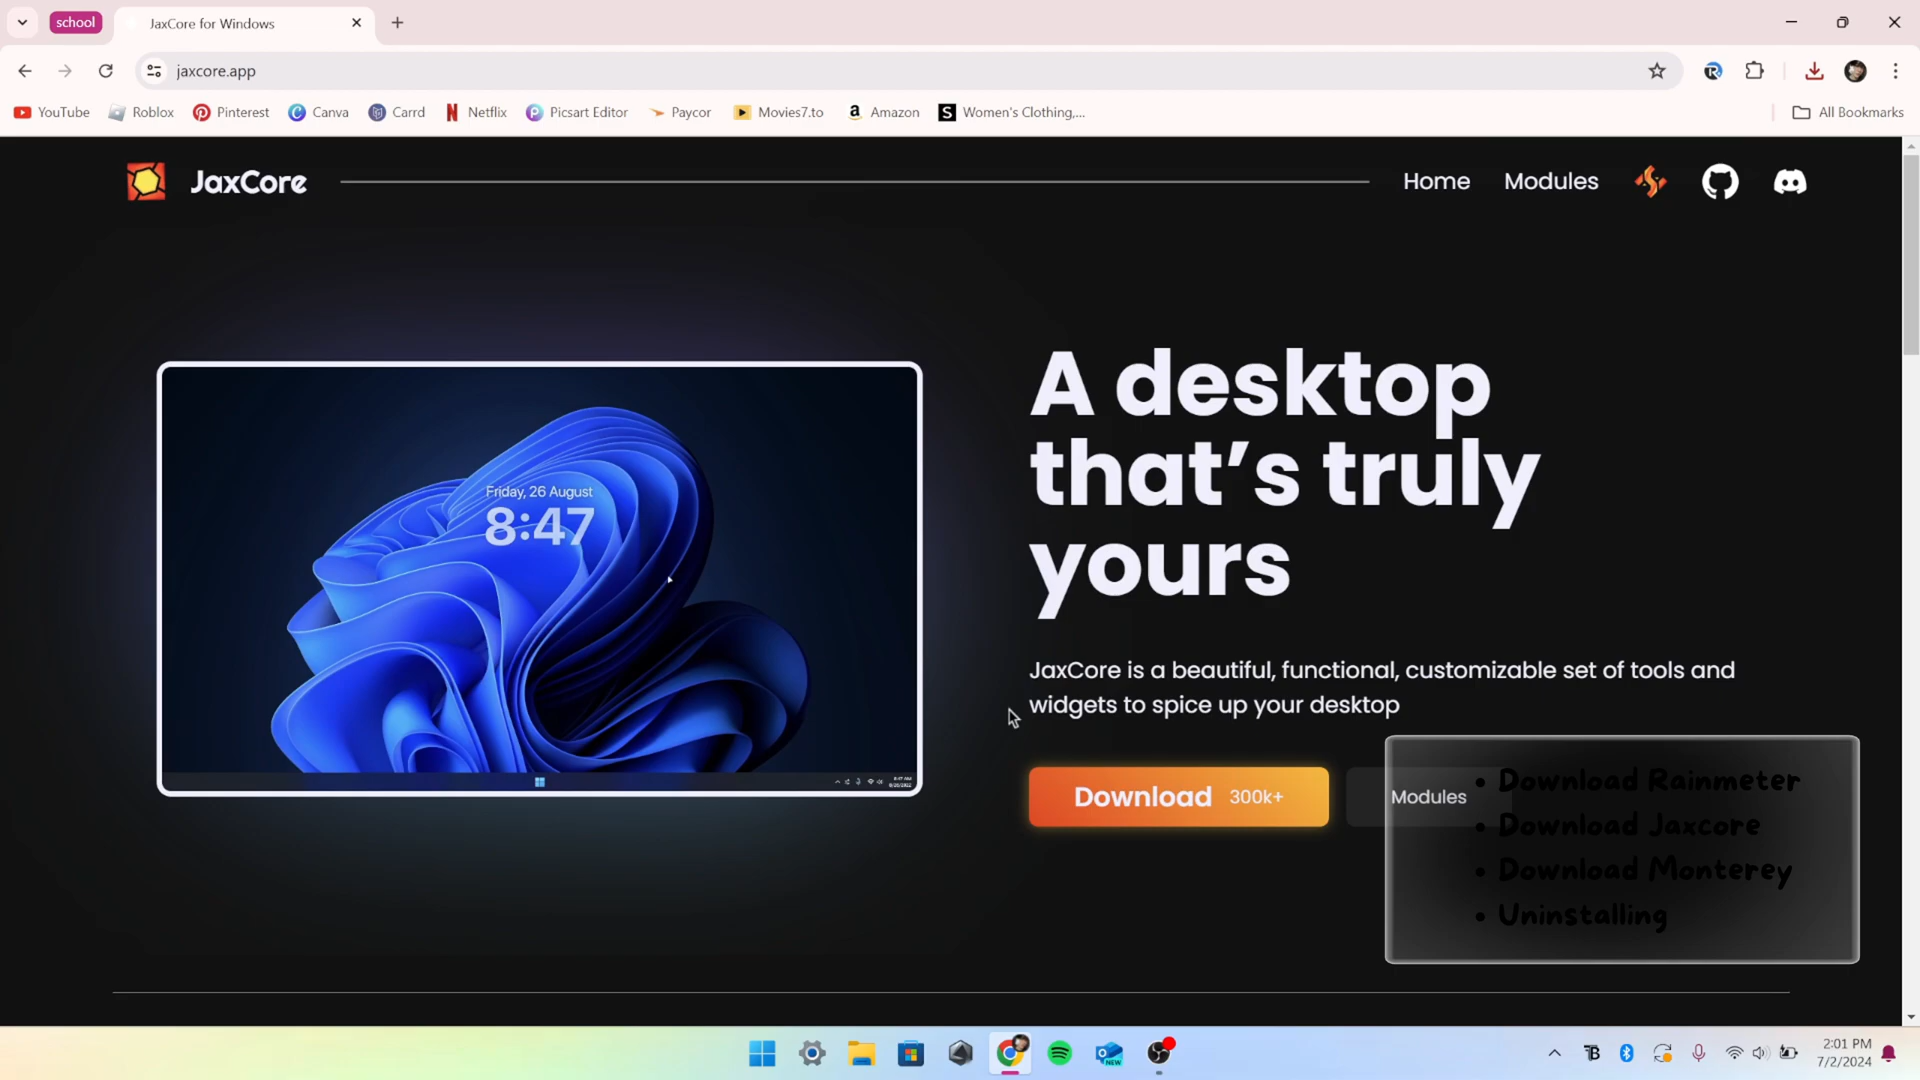 school
JaxCore for Windows
jaxcore.app
YouTube
Roblox
Pinterest
Canva
Carrd
Netflix
Picsart Editor
Paycor
Movies7.to
Amazon
Women's Clothing,...
All Bookmarks
JaxCore
Home
Modules
Friday, 26 August
8:47
A desktop
that's truly
yours
JaxCore is a beautiful, functional, customizable set of tools and
widgets to spice up your desktop
Download 300k+
Modules
• Download Rainmeter
• Download Jaxcore
• Download Monterey
• Uninstalling
NEW
2:01 PM
7/2/2024